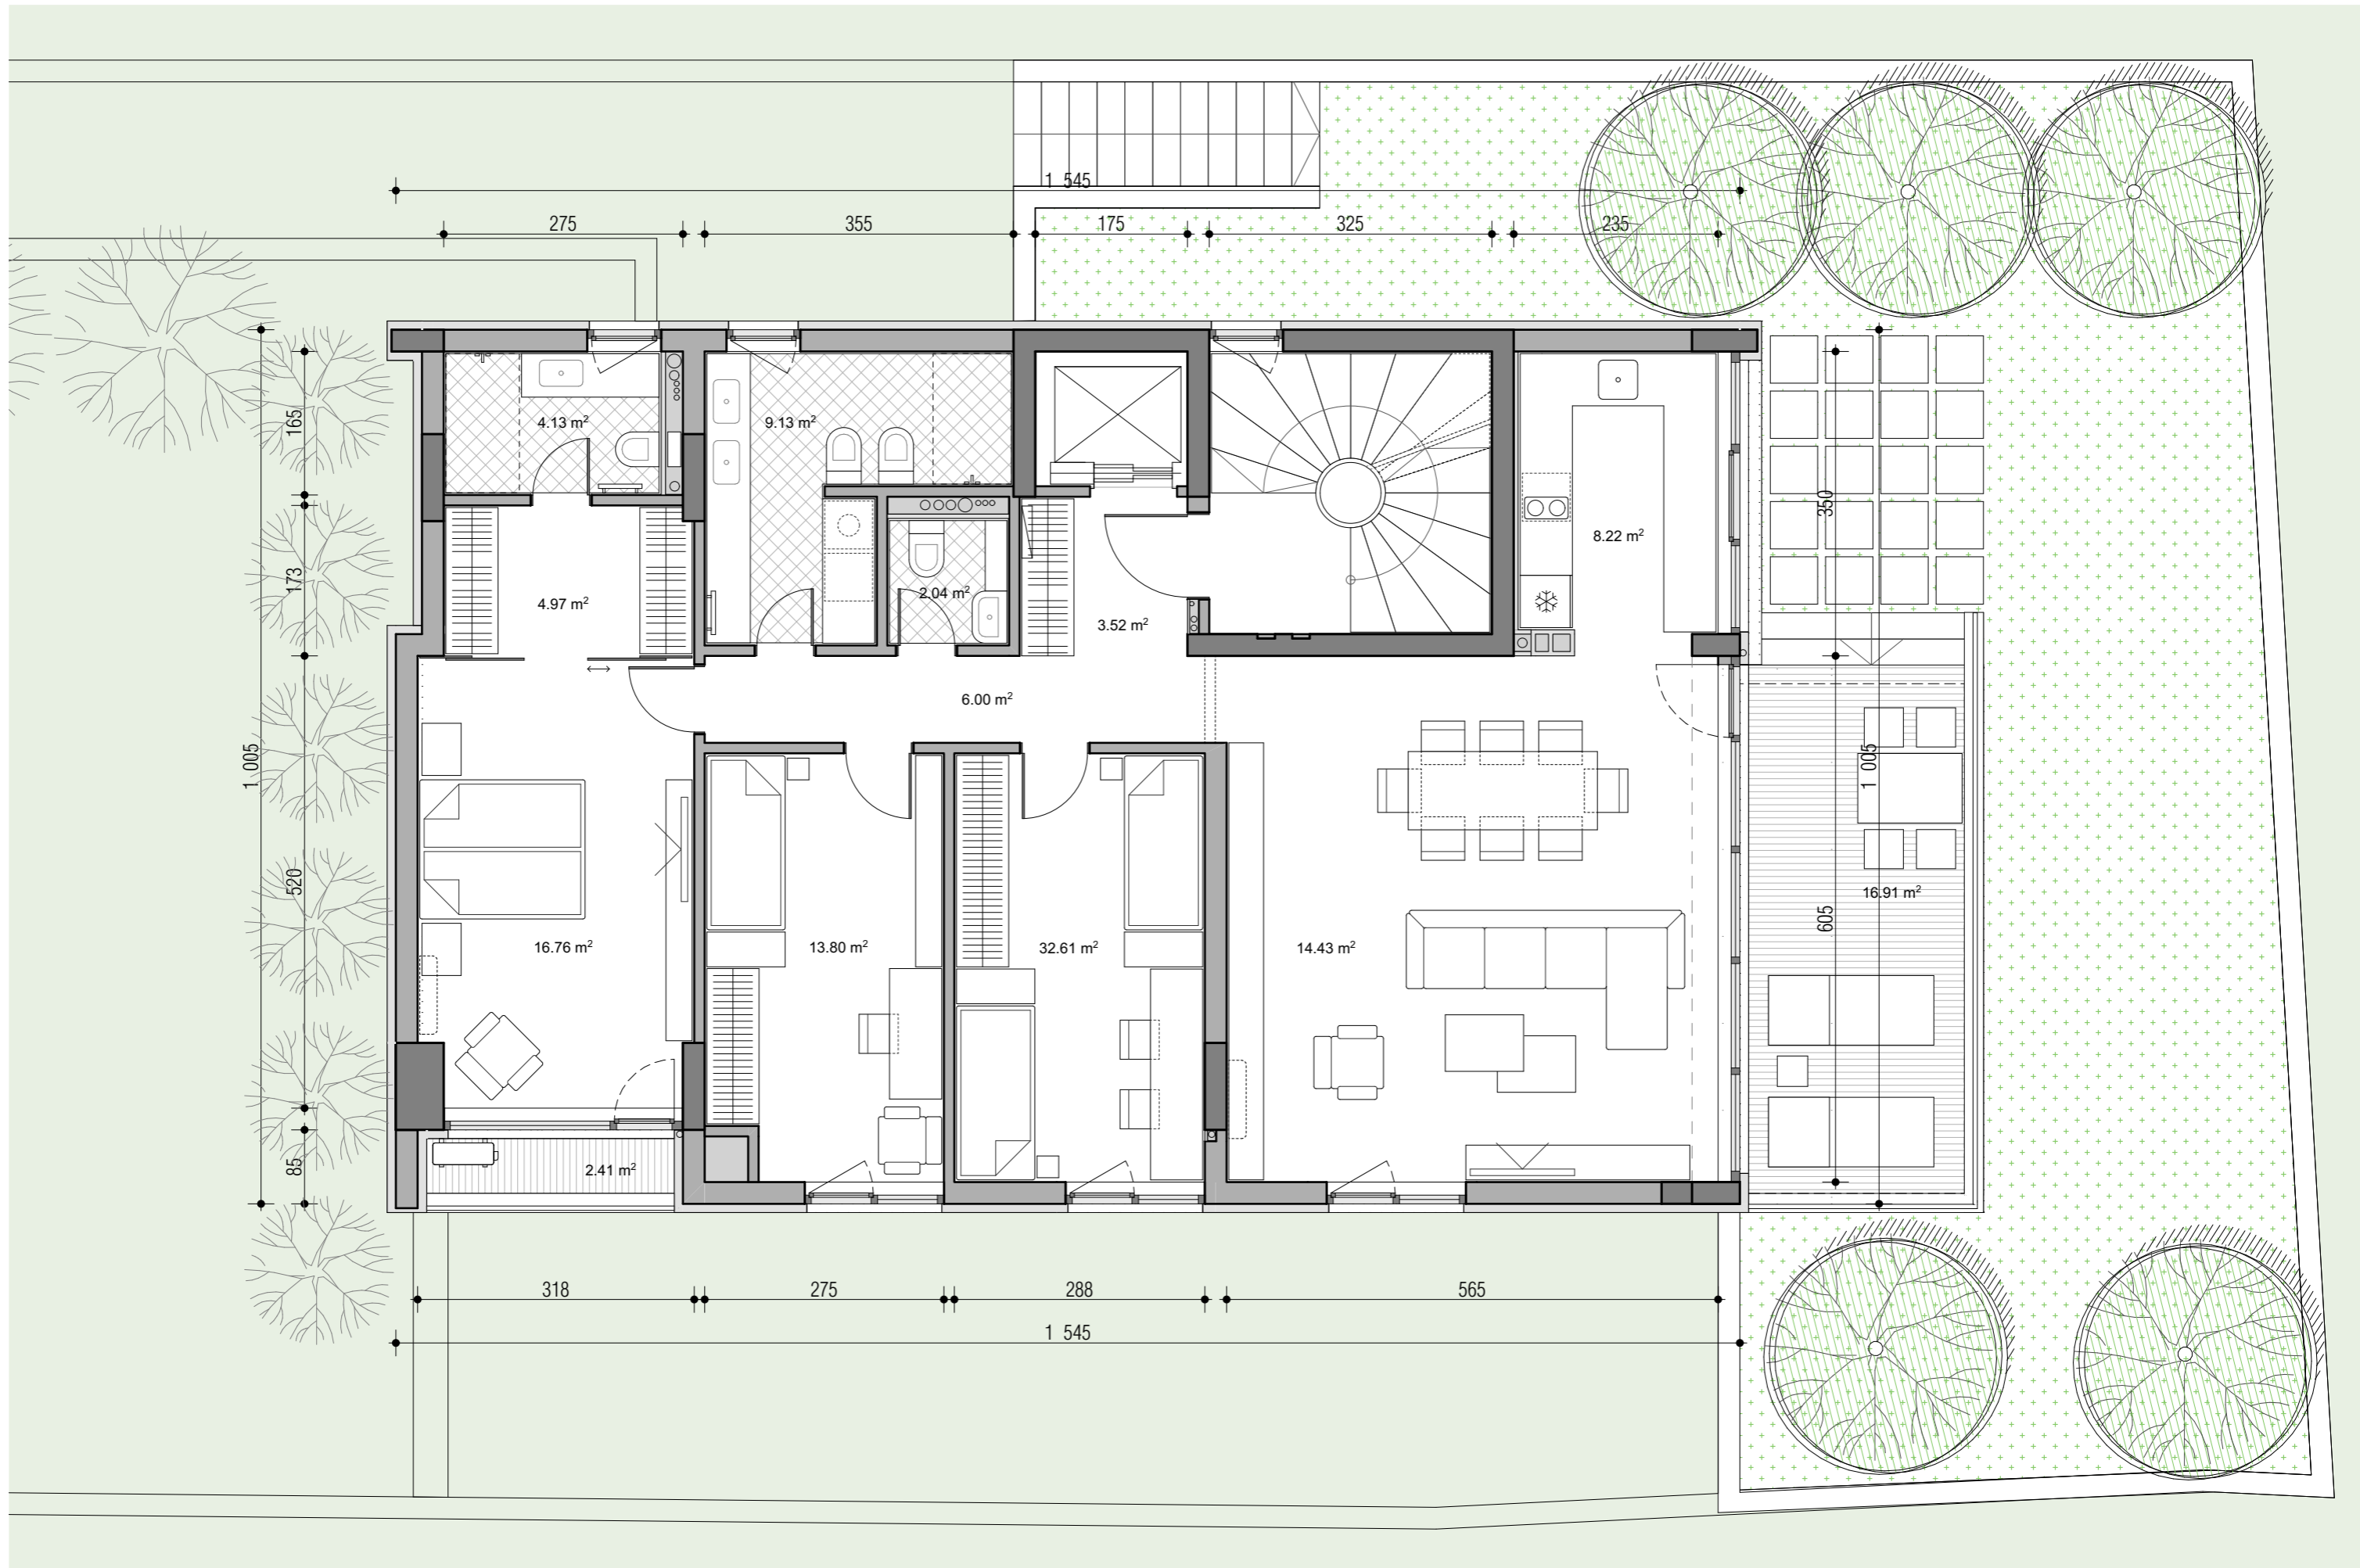 1 545
275
355
175
325
235
165
4.13 m²
9.13 m²
350
8.22 m²
173
4.97 m²
2.04 m²
3.52 m²
6.00 m²
1 005
1 005
520
16.91 m²
605
16.76 m²
13.80 m²
32.61 m²
14.43 m²
85
2.41 m²
318
275
288
565
1 545